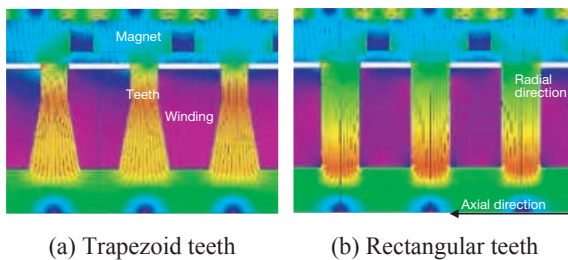 Magnet
Teeth
Winding
Radial
direction
Axial direction
(a) Trapezoid teeth
(b) Rectangular teeth